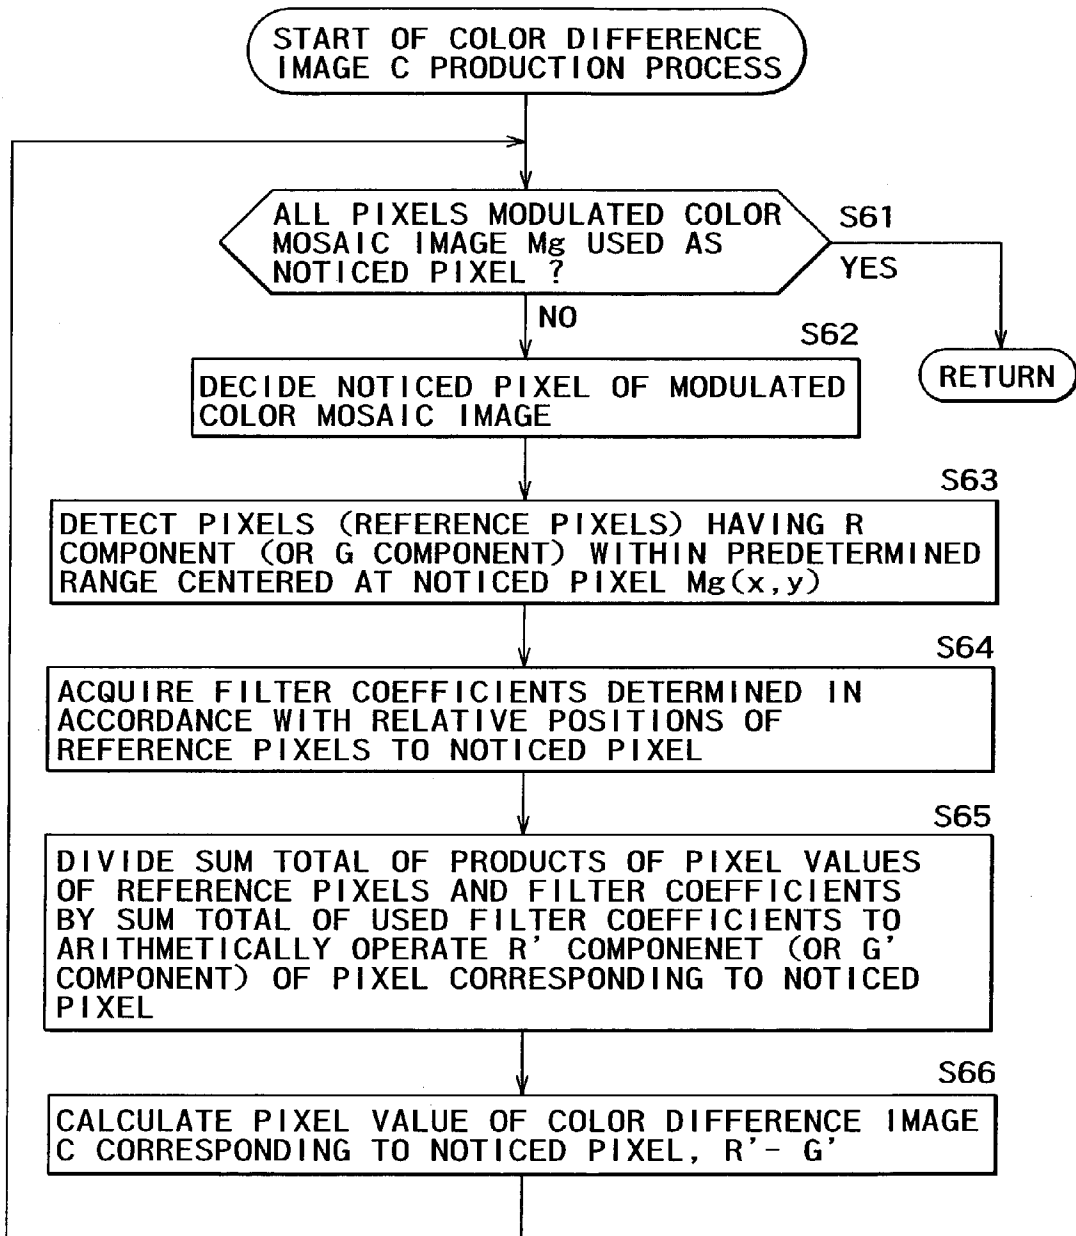 START OF COLOR DIFFERENCE
IMAGE C PRODUCTION PROCESS
ALL PIXELS MODULATED COLOR
MOSAIC IMAGE Mg USED AS
NOTICED PIXEL ?
S61
YES
NO
S62
RETURN
DECIDE NOTICED PIXEL OF MODULATED
COLOR MOSAIC IMAGE
S63
DETECT PIXELS (REFERENCE PIXELS) HAVING R
COMPONENT (OR G COMPONENT) WITHIN PREDETERMINED
RANGE CENTERED AT NOTICED PIXEL Mg(x,y)
S64
ACQUIRE FILTER COEFFICIENTS DETERMINED IN
ACCORDANCE WITH RELATIVE POSITIONS OF
REFERENCE PIXELS TO NOTICED PIXEL
S65
DIVIDE SUM TOTAL OF PRODUCTS OF PIXEL VALUES
OF REFERENCE PIXELS AND FILTER COEFFICIENTS
BY SUM TOTAL OF USED FILTER COEFFICIENTS TO
ARITHMETICALLY OPERATE R' COMPONENET (OR G'
COMPONENT) OF PIXEL CORRESPONDING TO NOTICED
PIXEL
S66
CALCULATE PIXEL VALUE OF COLOR DIFFERENCE IMAGE
C CORRESPONDING TO NOTICED PIXEL, R'- G'